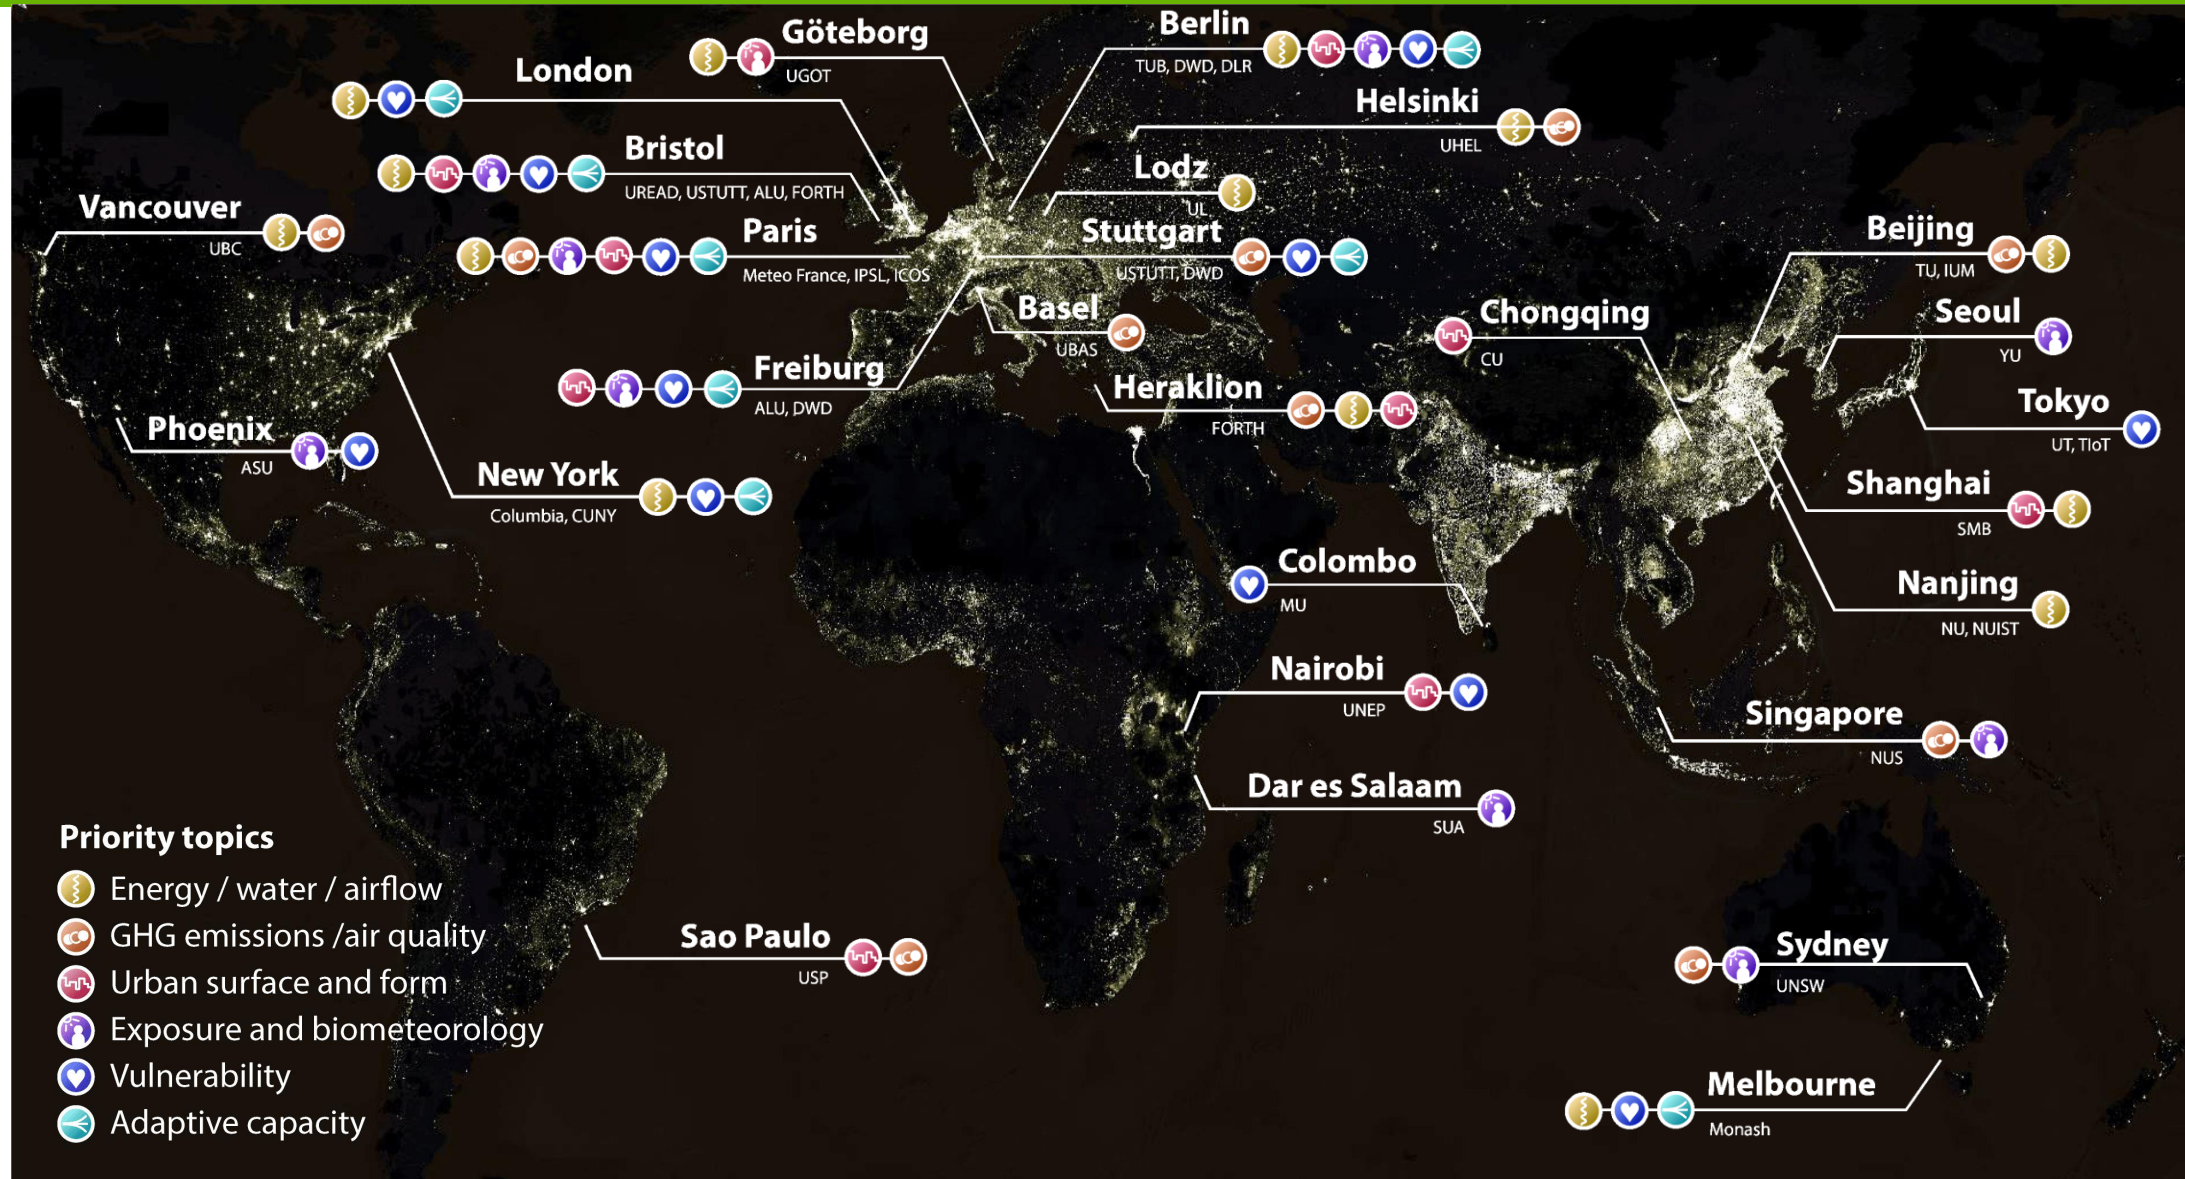 Göteborg
UGOT
Berlin
TUB, DWD, DLR
London
Helsinki
UHEL
Bristol
UREAD, USTUTT, ALU, FORTH
Lodz
UL
Vancouver
UBC
Paris
Meteo France, IPSL, ICOS
Stuttgart
USTUTT, DWD
Beijing
TU, IUM
Basel
UBAS
Chongqing
CU
Seoul
YU
Freiburg
ALU, DWD
Heraklion
FORTH
Tokyo
UT, TIoT
Phoenix
ASU
New York
Columbia, CUNY
Shanghai
SMB
Colombo
MU
Nanjing
NU, NUIST
Nairobi
UNEP
Singapore
NUS
Dar es Salaam
SUA
Sao Paulo
USP
Sydney
UNSW
Melbourne
Monash
Priority topics
Energy / water / airflow
GHG emissions /air quality
Urban surface and form
Exposure and biometeorology
Vulnerability
Adaptive capacity